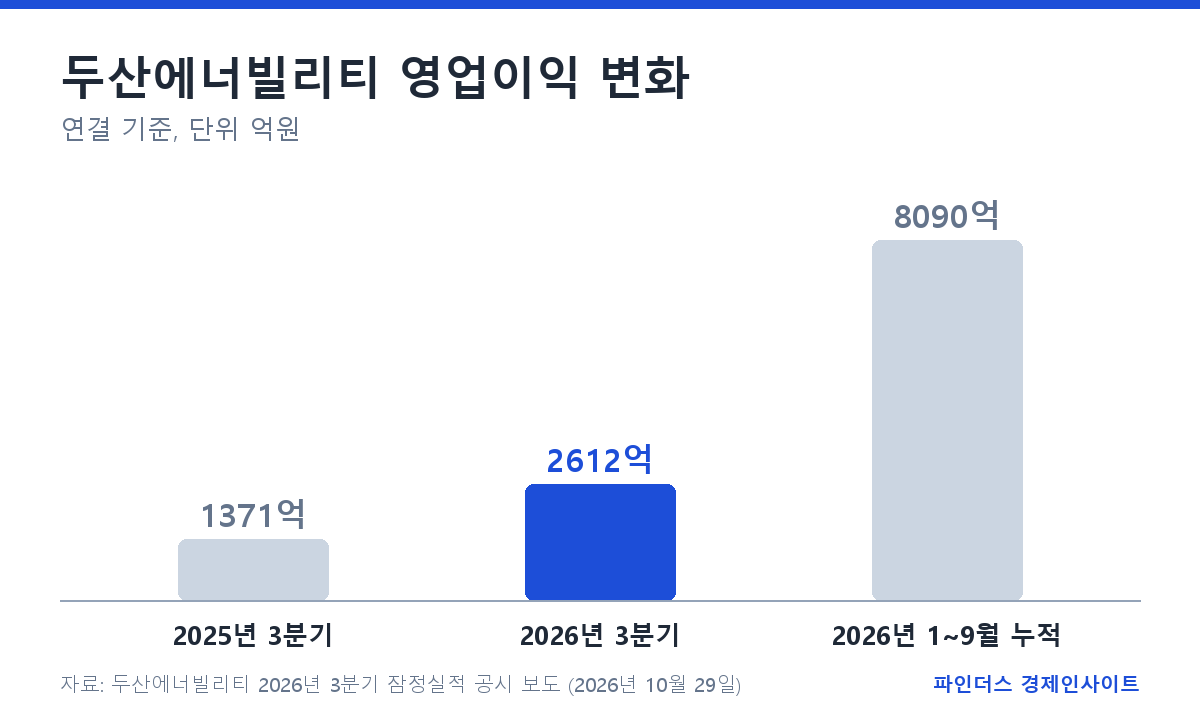 두산에너빌리티 영업이익 변화
연결 기준, 단위 억원
8090억
2612억
1371억
2025년 3분기
2026년 3분기
2026년 1~9월 누적
자료: 두산에너빌리티 2026년 3분기 잠정실적 공시 보도 (2026년 10월 29일)
파인더스 경제인사이트